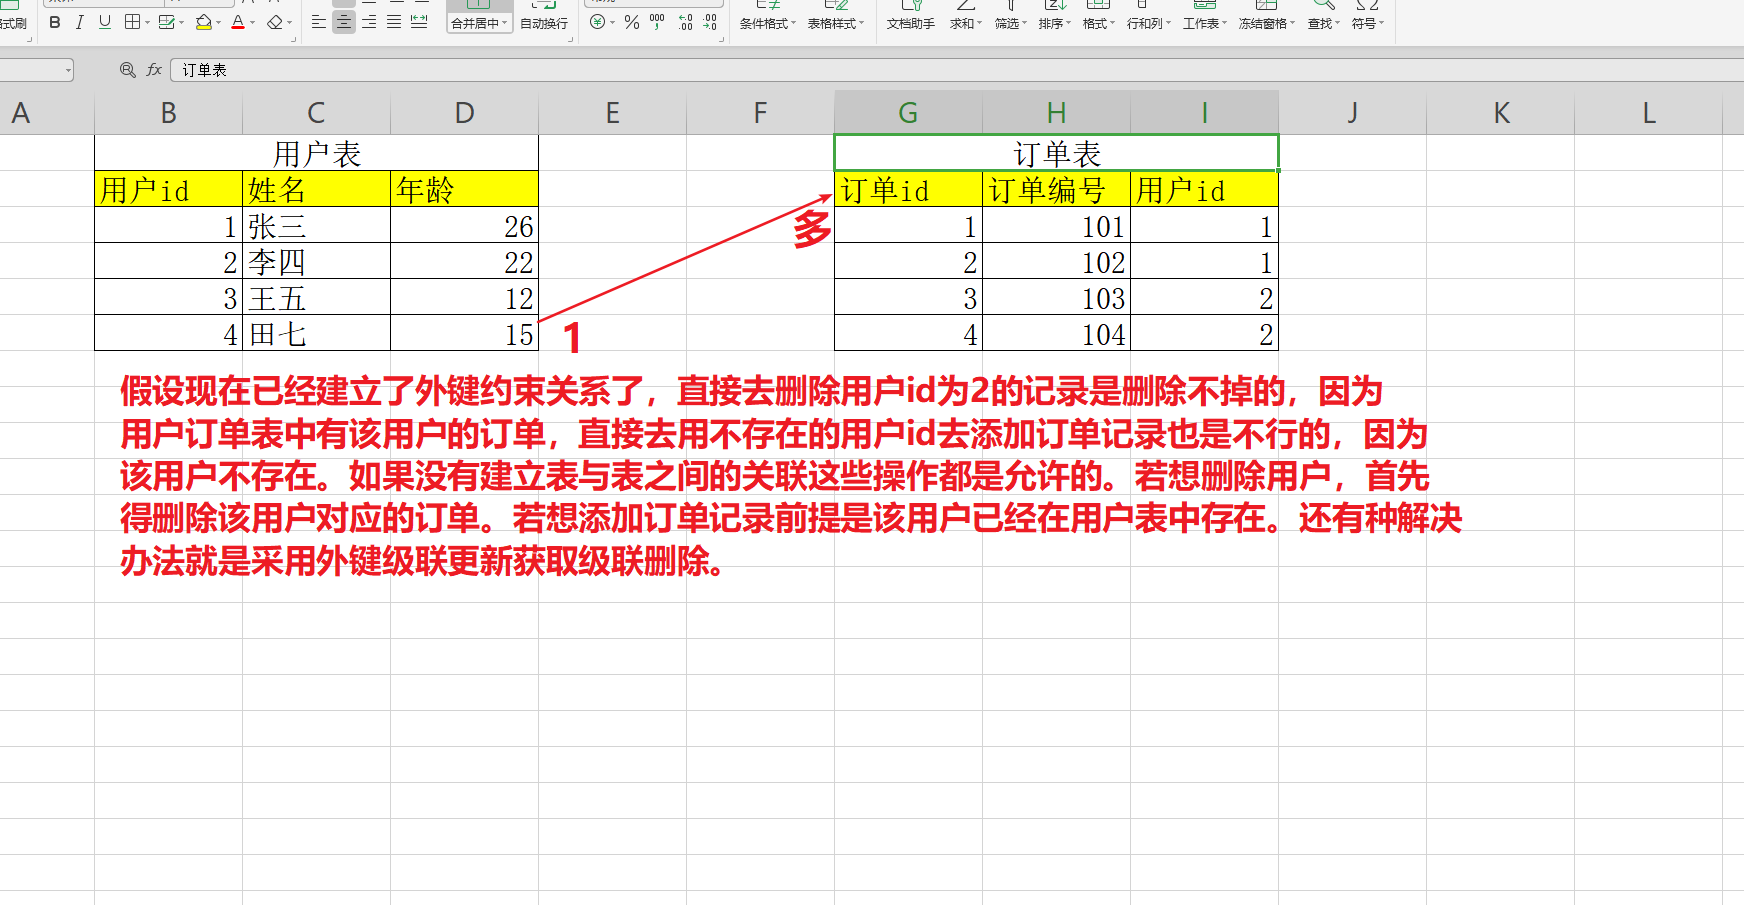 B I U A 合并居中 自动换行 % 000 条件格式 表格样式 文档助手 求和 筛选 排序 格式 行和列 工作表 冻结窗格 查找 符号
fx 订单表
A B C D E F G H I J K L
用户表 订单表
用户id 姓名 年龄 订单id 订单编号 用户id
1 张三 26 多 1 101 1
2 李四 22 2 102 1
3 王五 12 3 103 2
4 田七 15 1 4 104 2
假设现在已经建立了外键约束关系了，直接去删除用户id为2的记录是删除不掉的，因为
用户订单表中有该用户的订单，直接去用不存在的用户id去添加订单记录也是不行的，因为
该用户不存在。如果没有建立表与表之间的关联这些操作都是允许的。若想删除用户，首先
得删除该用户对应的订单。若想添加订单记录前提是该用户已经在用户表中存在。还有种解决
办法就是采用外键级联更新获取级联删除。